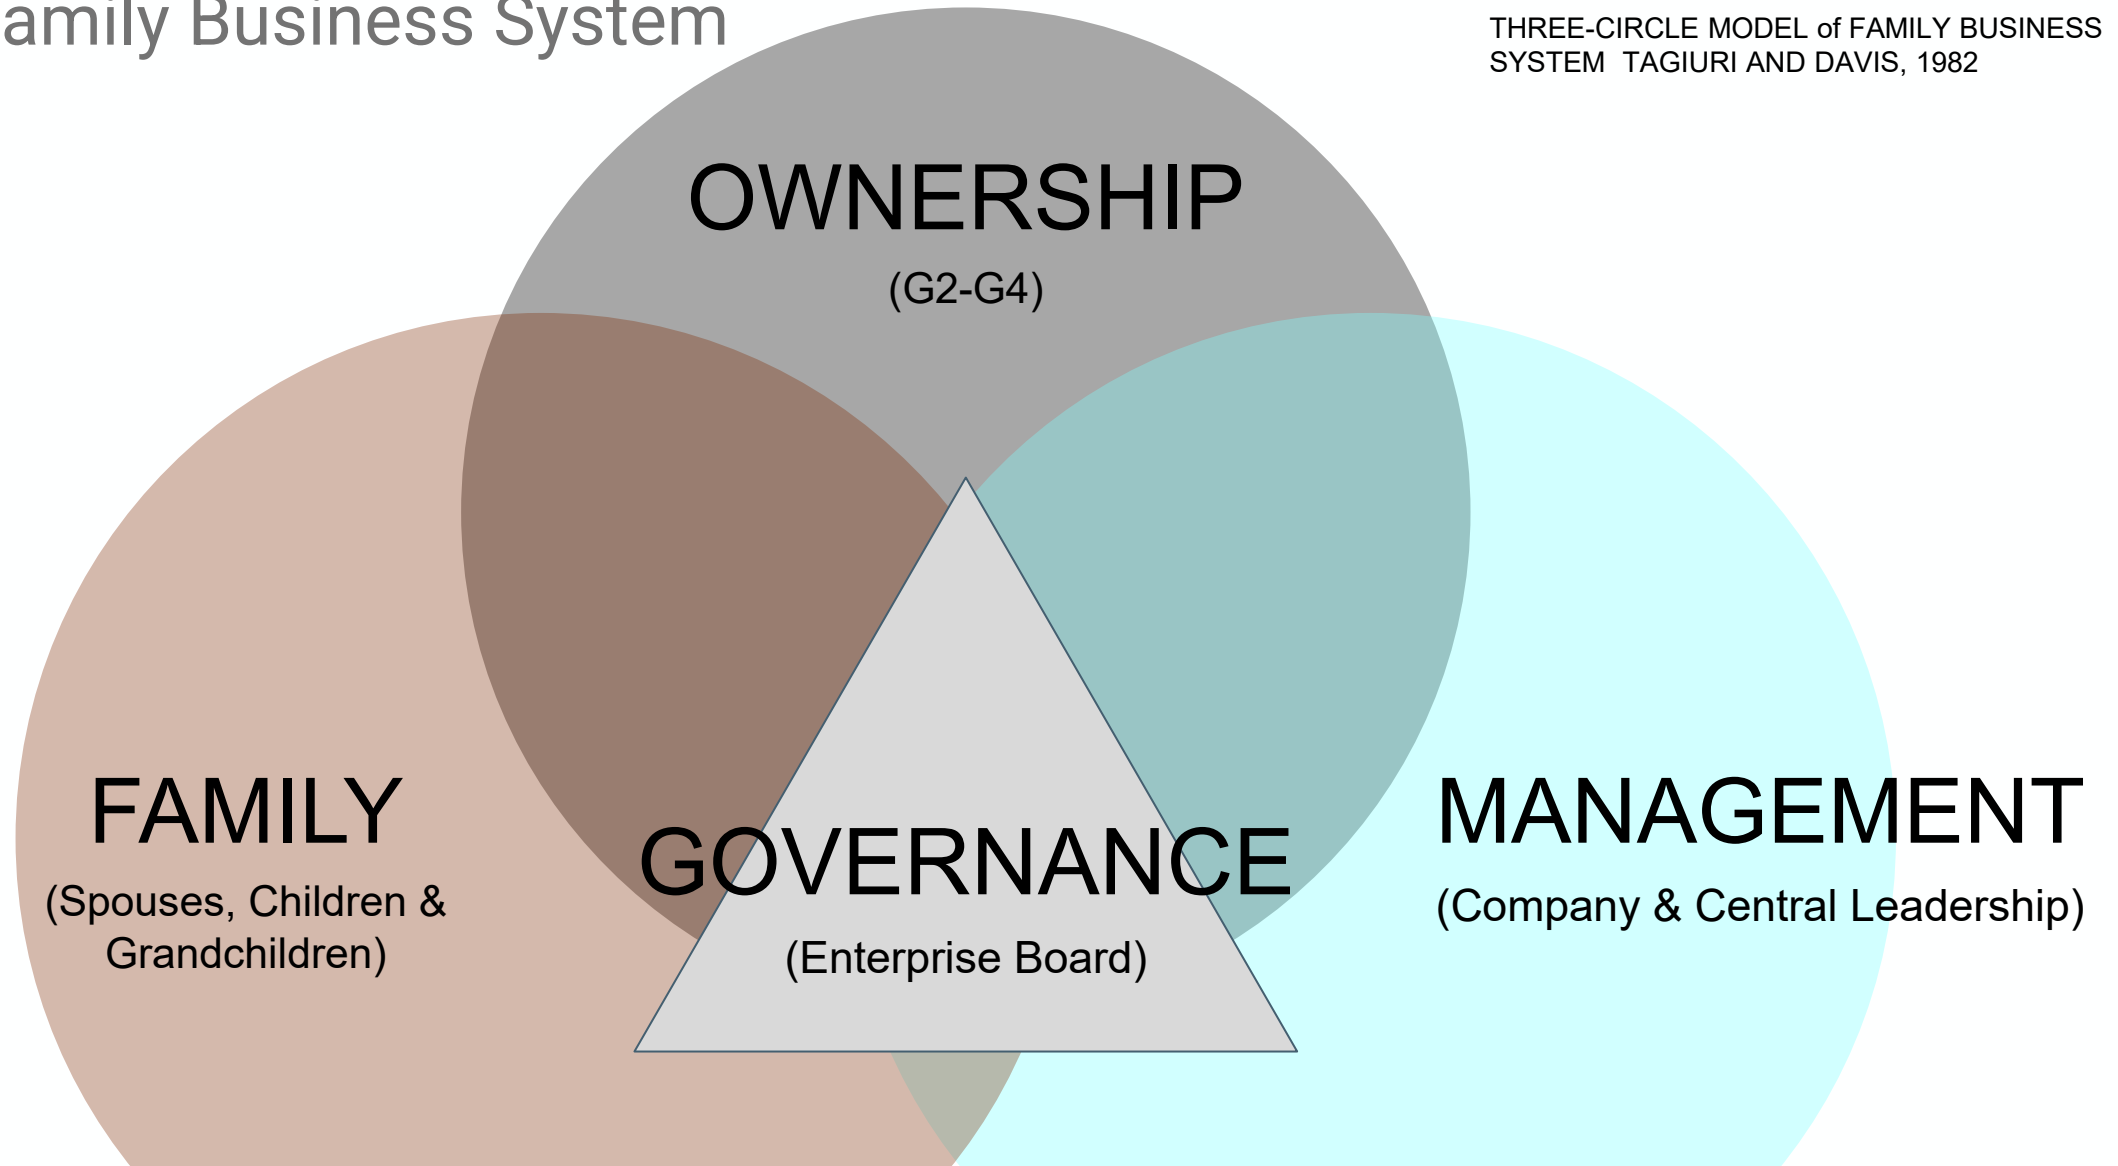 amily Business System
THREE-CIRCLE MODEL of FAMILY BUSINESS
SYSTEM TAGIURI AND DAVIS, 1982
OWNERSHIP
(G2-G4)
FAMILY
(Spouses, Children &
Grandchildren)
GOVERNANCE
(Enterprise Board)
MANAGEMENT
(Company & Central Leadership)